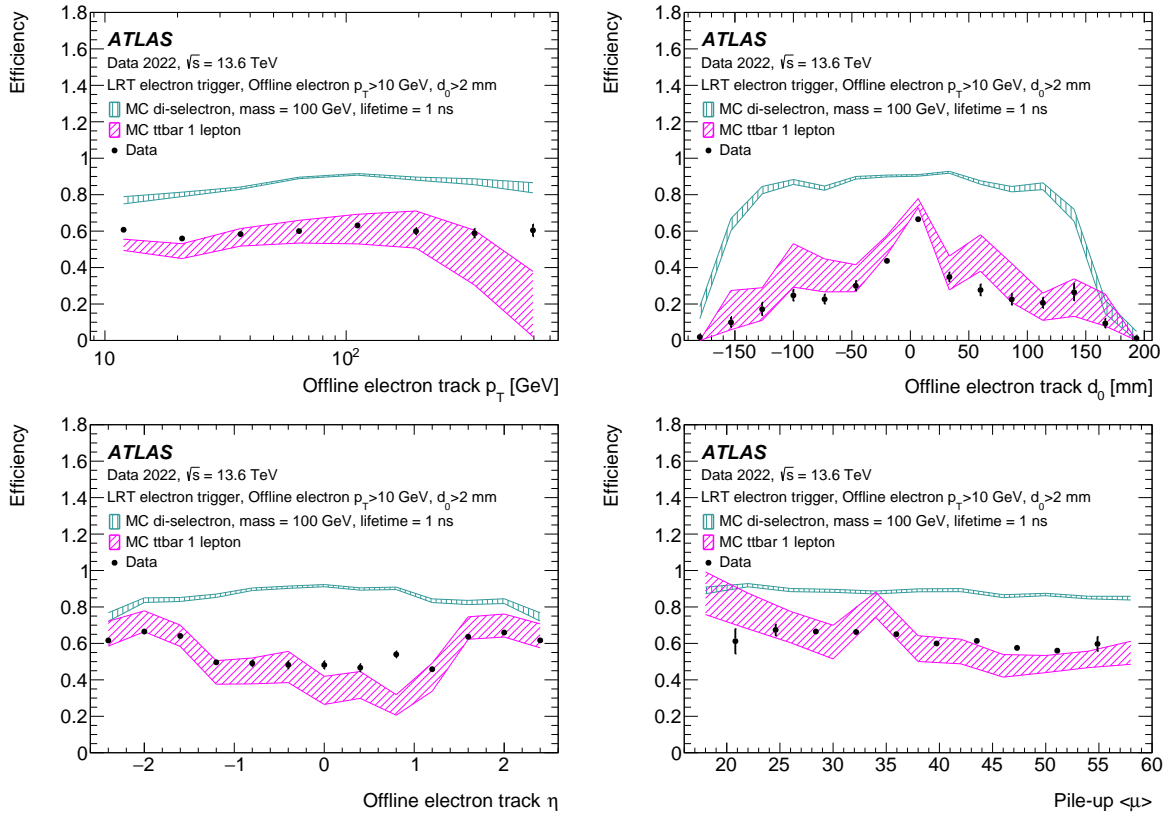 Efficiency
1.8
1.6
1.4
1.2
1
0.8
0.6
0.4
0.2
0
ATLAS
Data 2022, √s = 13.6 TeV
LRT electron trigger, Offline electron p_T>10 GeV, d_0>2 mm
MC di-selectron, mass = 100 GeV, lifetime = 1 ns
MC ttbar 1 lepton
Data
10 10²
Offline electron track p_T [GeV]
Efficiency
1.8
1.6
1.4
1.2
1
0.8
0.6
0.4
0.2
0
ATLAS
Data 2022, √s = 13.6 TeV
LRT electron trigger, Offline electron p_T>10 GeV, d_0>2 mm
MC di-selectron, mass = 100 GeV, lifetime = 1 ns
MC ttbar 1 lepton
Data
−150 −100 −50 0 50 100 150 200
Offline electron track d_0 [mm]
Efficiency
1.8
1.6
1.4
1.2
1
0.8
0.6
0.4
0.2
0
ATLAS
Data 2022, √s = 13.6 TeV
LRT electron trigger, Offline electron p_T>10 GeV, d_0>2 mm
MC di-selectron, mass = 100 GeV, lifetime = 1 ns
MC ttbar 1 lepton
Data
−2 −1 0 1 2
Offline electron track η
Efficiency
1.8
1.6
1.4
1.2
1
0.8
0.6
0.4
0.2
0
ATLAS
Data 2022, √s = 13.6 TeV
LRT electron trigger, Offline electron p_T>10 GeV, d_0>2 mm
MC di-selectron, mass = 100 GeV, lifetime = 1 ns
MC ttbar 1 lepton
Data
20 25 30 35 40 45 50 55 60
Pile-up <μ>